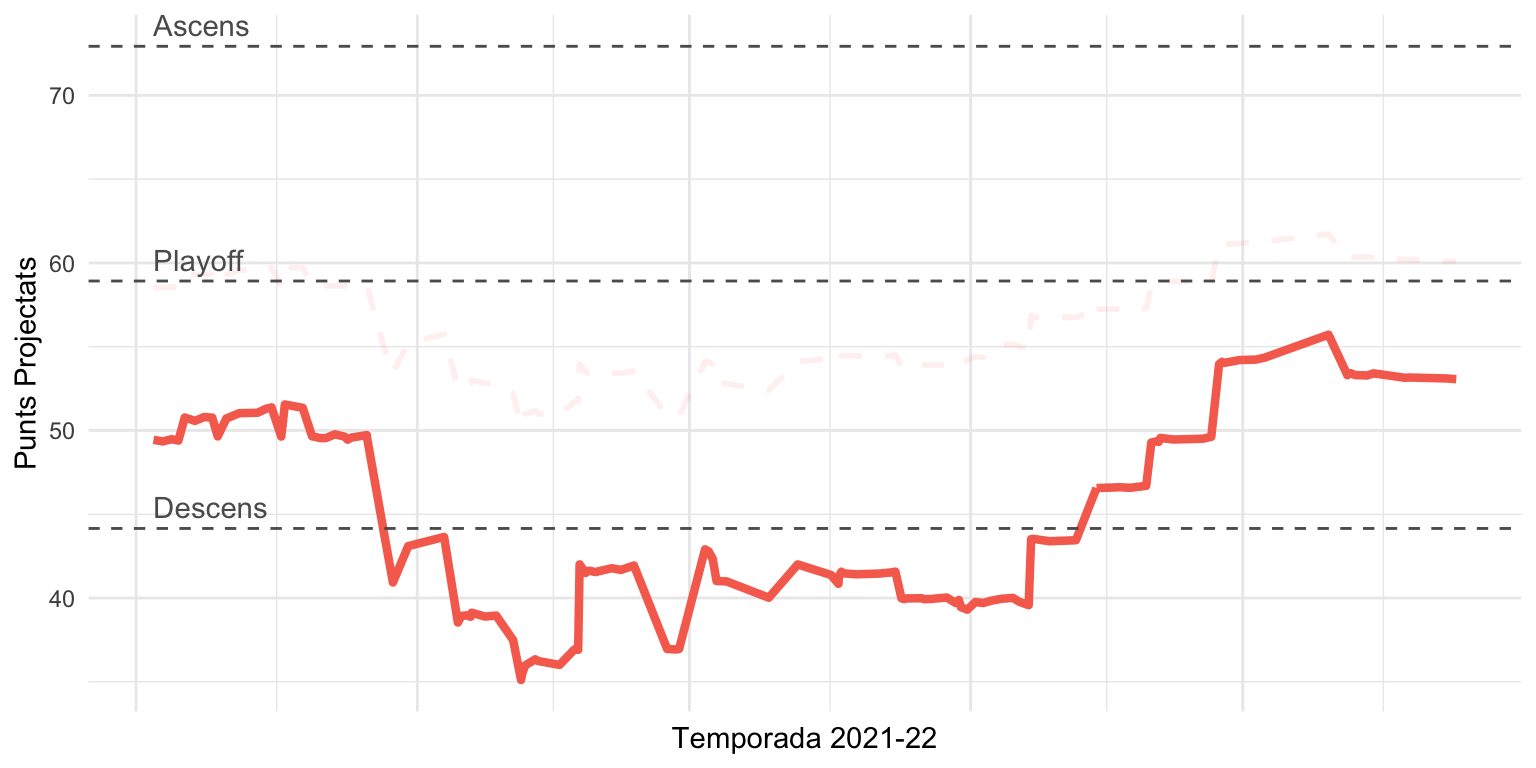 Ascens
70
Playoff
60
Punts Projectats
50
Descens
40
Temporada 2021-22